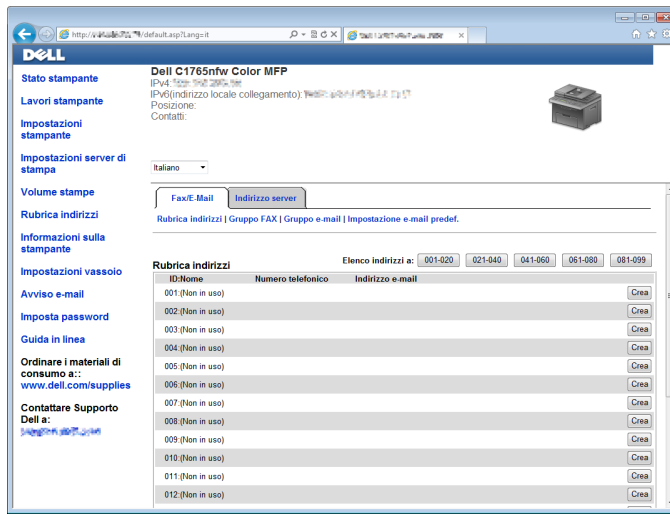 http://
/default.asp?Lang=it
DELL
Stato stampante
Lavori stampante
Impostazioni
stampante
Impostazioni server di
stampa
Volume stampe
Rubrica indirizzi
Informazioni sulla
stampante
Impostazioni vassoio
Avviso e-mail
Imposta password
Guida in linea
Ordinare i materiali di
consumo a::
www.dell.com/supplies
Contattare Supporto
Dell a:
Dell C1765nfw Color MFP
IPv4:
IPv6(indirizzo locale collegamento):
Posizione:
Contatti:
Italiano
Fax/E-Mail Indirizzo server
Rubrica indirizzi | Gruppo FAX | Gruppo e-mail | Impostazione e-mail predef.
Rubrica indirizzi Elenco indirizzi a: 001-020 021-040 041-060 061-080 081-099
ID:Nome Numero telefonico Indirizzo e-mail
001:(Non in uso) Crea
002:(Non in uso) Crea
003:(Non in uso) Crea
004:(Non in uso) Crea
005:(Non in uso) Crea
006:(Non in uso) Crea
007:(Non in uso) Crea
008:(Non in uso) Crea
009:(Non in uso) Crea
010:(Non in uso) Crea
011:(Non in uso) Crea
012:(Non in uso) Crea